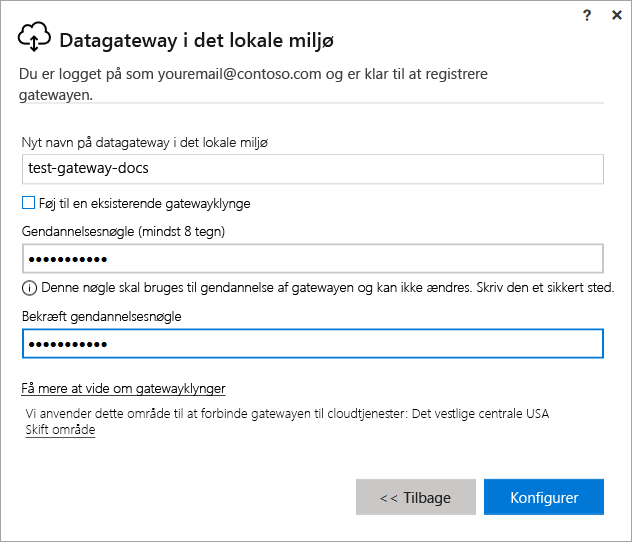 ? ×
Datagateway i det lokale miljø
Du er logget på som youremail@contoso.com og er klar til at registrere
gatewayen.
Nyt navn på datagateway i det lokale miljø
test-gateway-docs
Føj til en eksisterende gatewayklynge
Gendannelsesnøgle (mindst 8 tegn)
●●●●●●●●●●●
Denne nøgle skal bruges til gendannelse af gatewayen og kan ikke ændres. Skriv den et sikkert sted.
Bekræft gendannelsesnøgle
●●●●●●●●●●●
Få mere at vide om gatewayklynger
Vi anvender dette område til at forbinde gatewayen til cloudtjenester: Det vestlige centrale USA
Skift område
<< Tilbage
Konfigurer